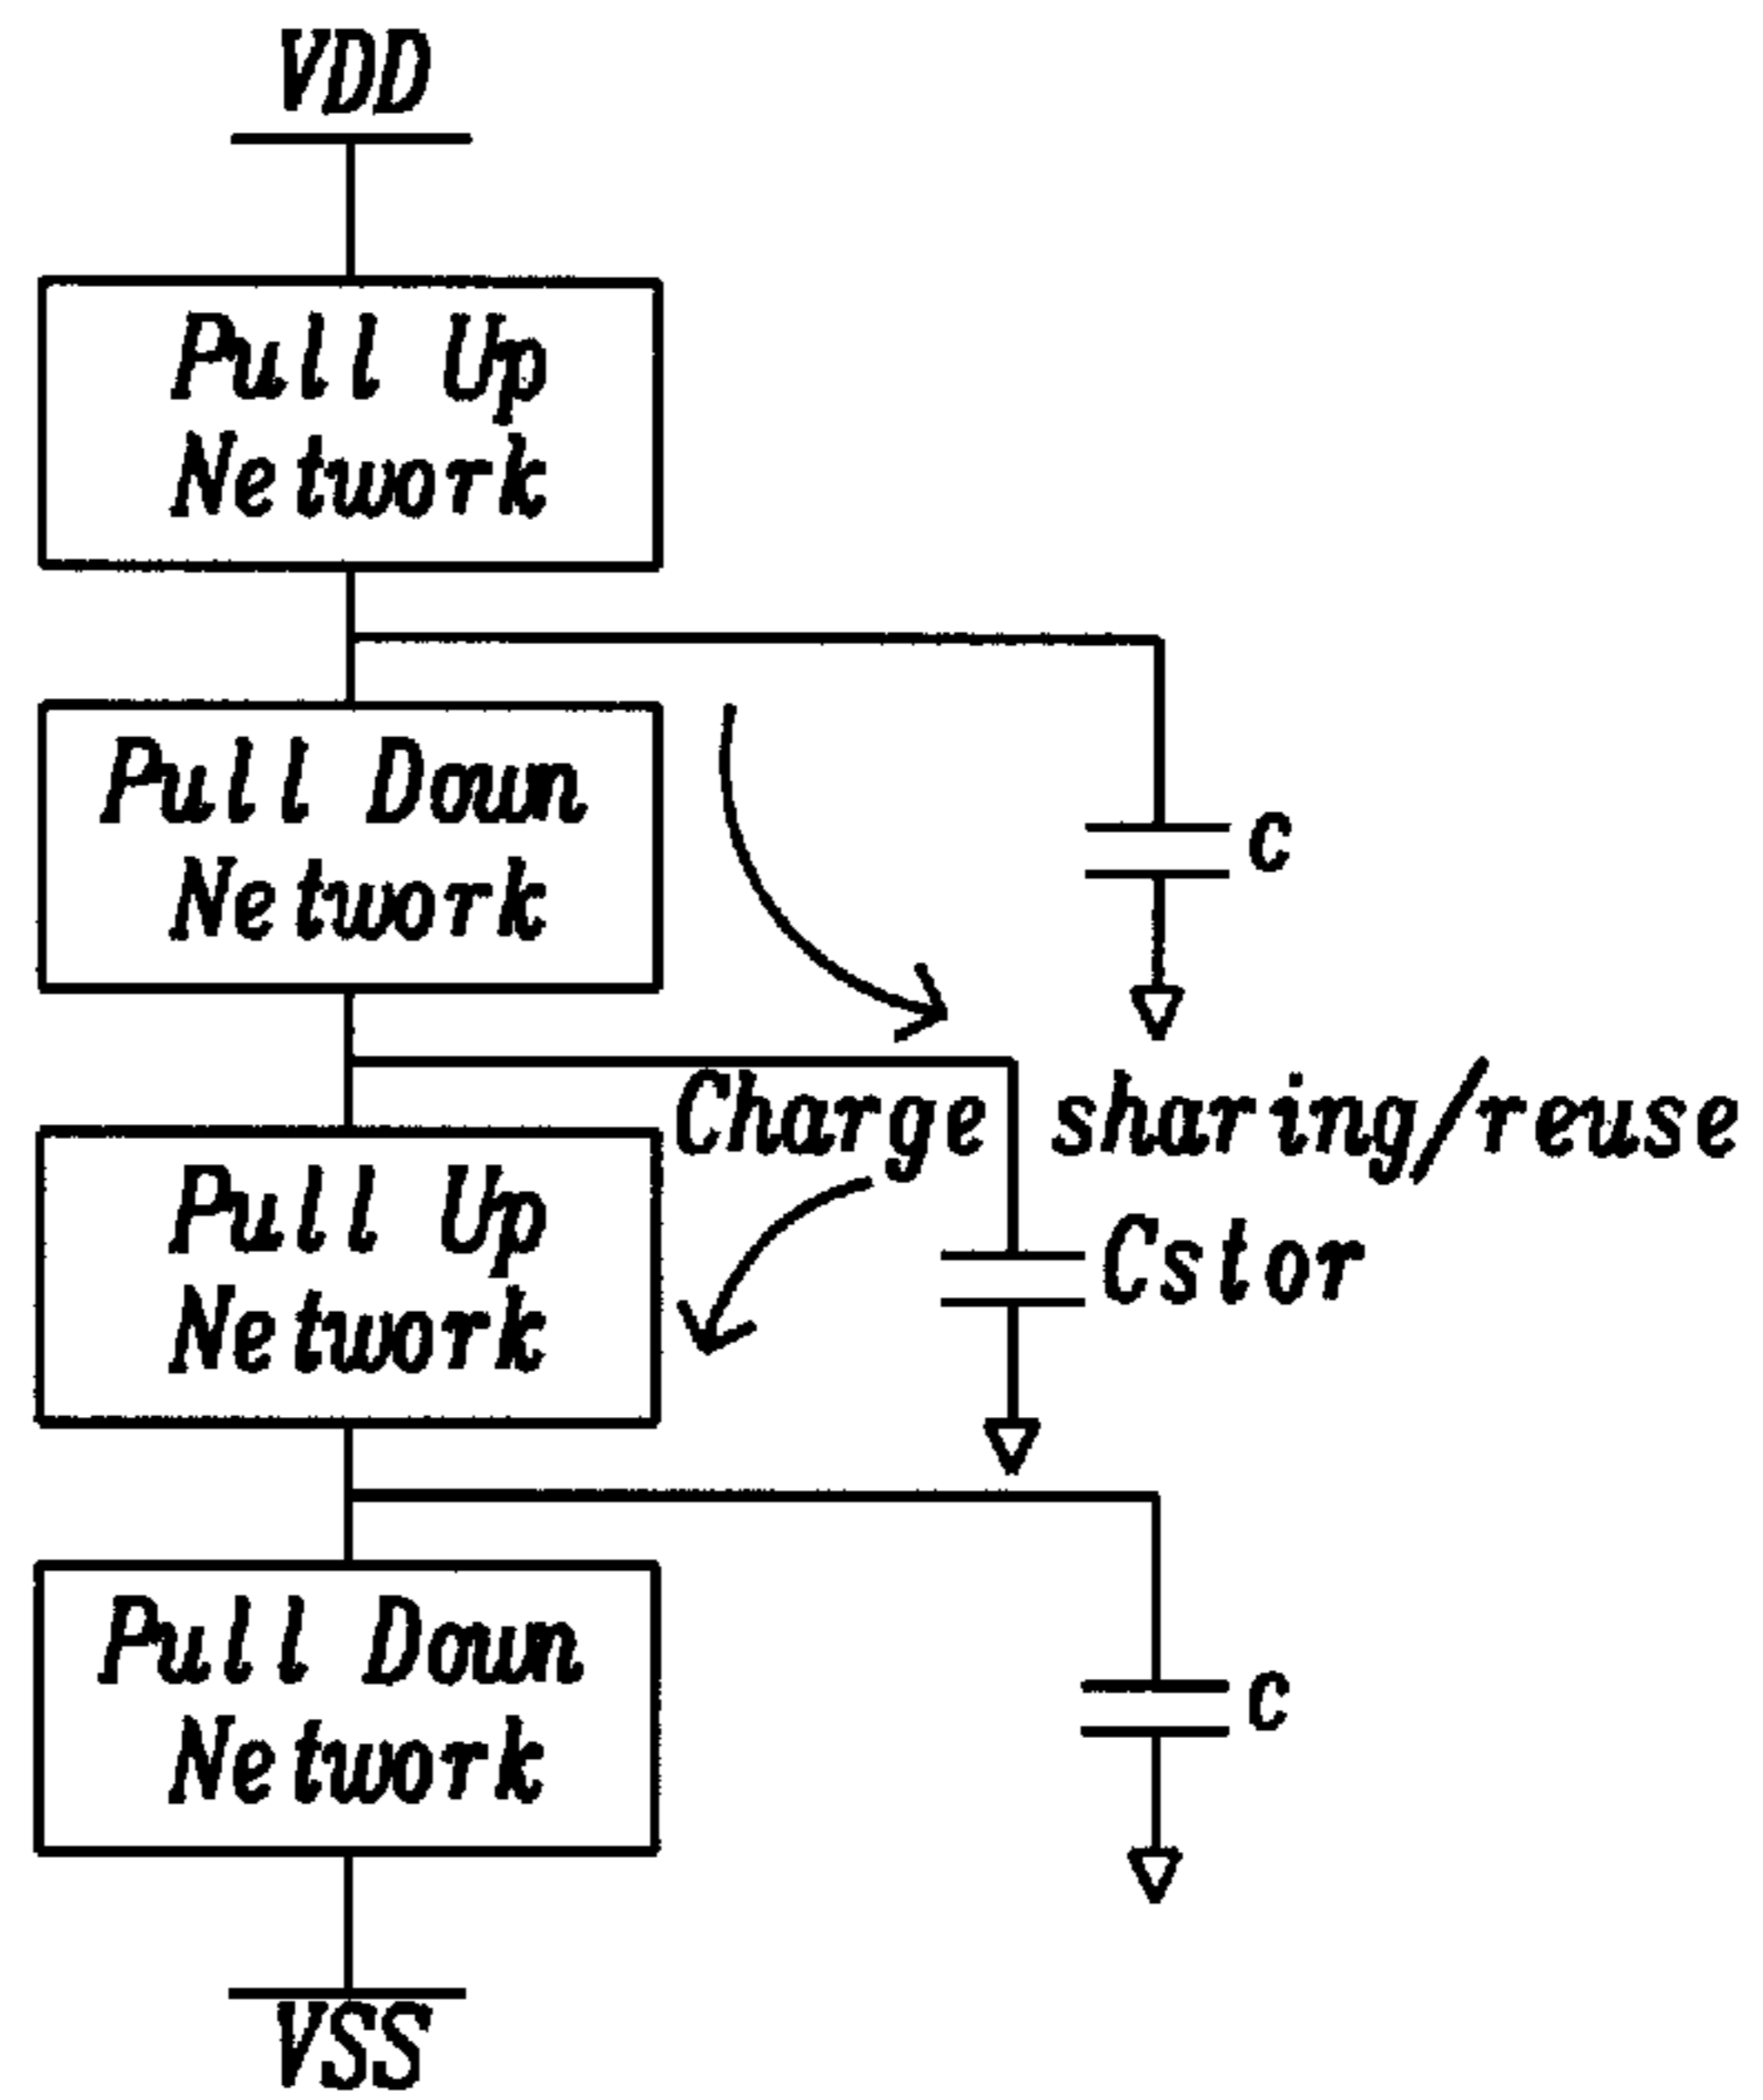 VDD
Pull Up
Network
Pull Down
Network
C
Charge sharing/reuse
Pull Up
Network
Cstor
Pull Down
Network
C
VSS